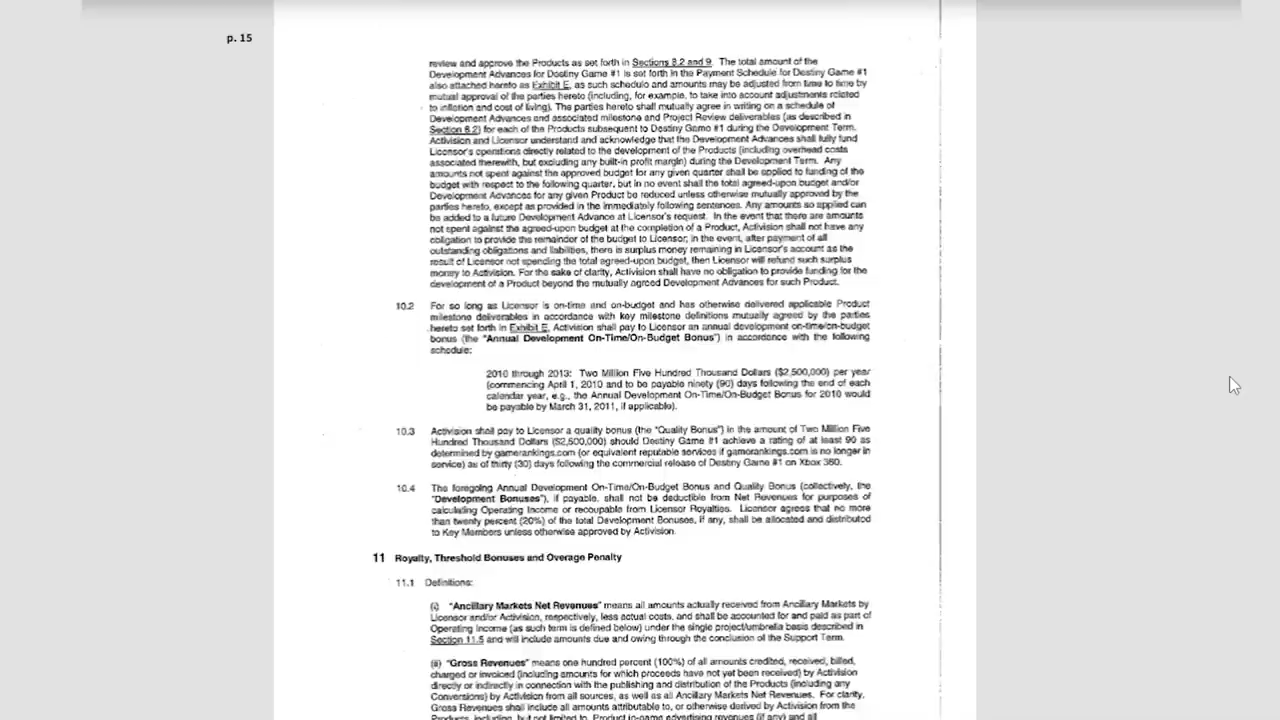 p. 15
review and approve the Products as set forth in Sections 8.2 and 9. The total amount of the
Development Advances for Destiny Game #1 is set forth in the Payment Schedule for Destiny Game #1
also attached hereto as Exhibit E, as such schedule and amounts may be adjusted from time to time by
mutual approval of the parties hereto (including, for example, to take into account adjustments related
to inflation and cost of living). The parties hereto shall mutually agree in writing on a schedule of
Development Advances and associated milestone and Project Review deliverables (as described in
Section 8.2) for each of the Products subsequent to Destiny Game #1 during the Development Term.
Activision and Licensor understand and acknowledge that the Development Advances shall fully fund
Licensor's operations directly related to the development of the Products (including overhead costs
associated therewith, but excluding any built-in profit margin) during the Development Term. Any
amounts not spent against the approved budget for any given quarter shall be applied to funding of the
budget with respect to the following quarter, but in no event shall the total agreed-upon budget and/or
Development Advances for any given Product be reduced unless otherwise mutually approved by the
parties hereto, except as provided in the immediately following sentences. Any amounts so applied can
be added to a future Development Advance at Licensor's request. In the event that there are amounts
not spent against the agreed-upon budget at the completion of a Product, Activision shall not have any
obligation to provide the remainder of the budget to Licensor; in the event, after payment of all
outstanding obligations and liabilities, there is surplus money remaining in Licensor's account as the
result of Licensor not spending the total agreed-upon budget, then Licensor will refund such surplus
money to Activision. For the sake of clarity, Activision shall have no obligation to provide funding for the
development of a Product beyond the mutually agreed Development Advances for such Product.
10.2 For so long as Licensor is on-time and on-budget and has otherwise delivered applicable Product
milestone deliverables in accordance with key milestone definitions mutually agreed by the parties
hereto set forth in Exhibit E, Activision shall pay to Licensor an annual development on-time/on-budget
bonus (the "Annual Development On-Time/On-Budget Bonus") in accordance with the following
schedule:
2010 through 2013: Two Million Five Hundred Thousand Dollars ($2,500,000) per year
(commencing April 1, 2010 and to be payable ninety (90) days following the end of each
calendar year, e.g., the Annual Development On-Time/On-Budget Bonus for 2010 would
be payable by March 31, 2011, if applicable).
10.3 Activision shall pay to Licensor a quality bonus (the "Quality Bonus") in the amount of Two Million Five
Hundred Thousand Dollars ($2,500,000) should Destiny Game #1 achieve a rating of at least 90 as
determined by gamerankings.com (or equivalent reputable services if gamerankings.com is no longer in
service) as of thirty (30) days following the commercial release of Destiny Game #1 on Xbox 360.
10.4 The foregoing Annual Development On-Time/On-Budget Bonus and Quality Bonus (collectively, the
"Development Bonuses"), if payable, shall not be deductible from Net Revenues for purposes of
calculating Operating Income or recoupable from Licensor Royalties. Licensor agrees that no more
than twenty percent (20%) of the total Development Bonuses, if any, shall be allocated and distributed
to Key Members unless otherwise approved by Activision.
11 Royalty, Threshold Bonuses and Overage Penalty
11.1 Definitions:
(i) "Ancillary Markets Net Revenues" means all amounts actually received from Ancillary Markets by
Licensor and/or Activision, respectively, less actual costs, and shall be accounted for and paid as part of
Operating Income (as such term is defined below) under the single project/umbrella basis described in
Section 11.5 and will include amounts due and owing through the conclusion of the Support Term.
(ii) "Gross Revenues" means one hundred percent (100%) of all amounts credited, received, billed,
charged or invoiced (including amounts for which proceeds have not yet been received) by Activision
directly or indirectly in connection with the publishing and distribution of the Products (including any
Conversions) by Activision from all sources, as well as all Ancillary Markets Net Revenues. For clarity,
Gross Revenues shall include all amounts attributable to, or otherwise derived by Activision from the
Products, including, but not limited to, Product in-game advertising revenues (if any) and all